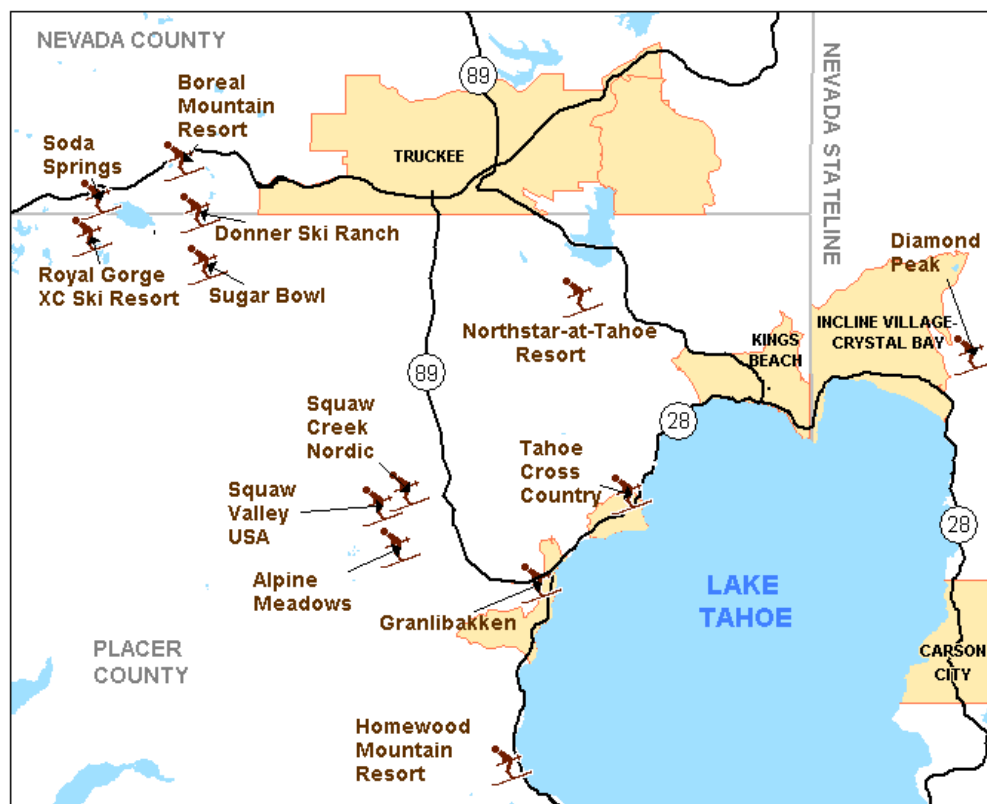 NEVADA COUNTY
89
NEVADA STATELINE
Boreal
Mountain
Resort
Soda
Springs
TRUCKEE
Donner Ski Ranch
Diamond
Peak
Royal Gorge
XC Ski Resort
Sugar Bowl
Northstar-at-Tahoe
Resort
INCLINE VILLAGE-
CRYSTAL BAY
KINGS
BEACH
89
28
Squaw
Creek
Nordic
Tahoe
Cross
Country
Squaw
Valley
USA
28
Alpine
Meadows
Granlibakken
LAKE
TAHOE
PLACER
COUNTY
CARSON
CITY
Homewood
Mountain
Resort